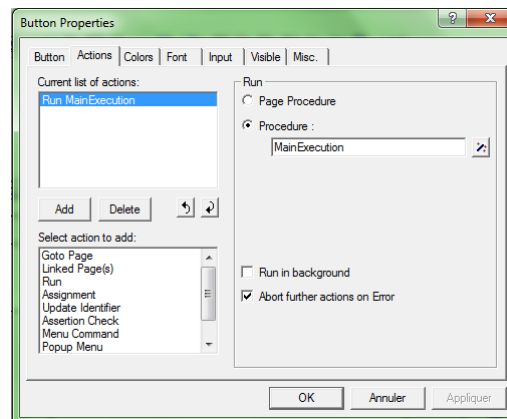 Button Properties
Button Actions Colors Font Input Visible Misc.
Current list of actions:
Run MainExecution
Add Delete
Select action to add:
Goto Page
Linked Page(s)
Run
Assignment
Update Identifier
Assertion Check
Menu Command
Popup Menu
Run
Page Procedure
Procedure :
MainExecution
Run in background
Abort further actions on Error
OK Annuler Appliquer